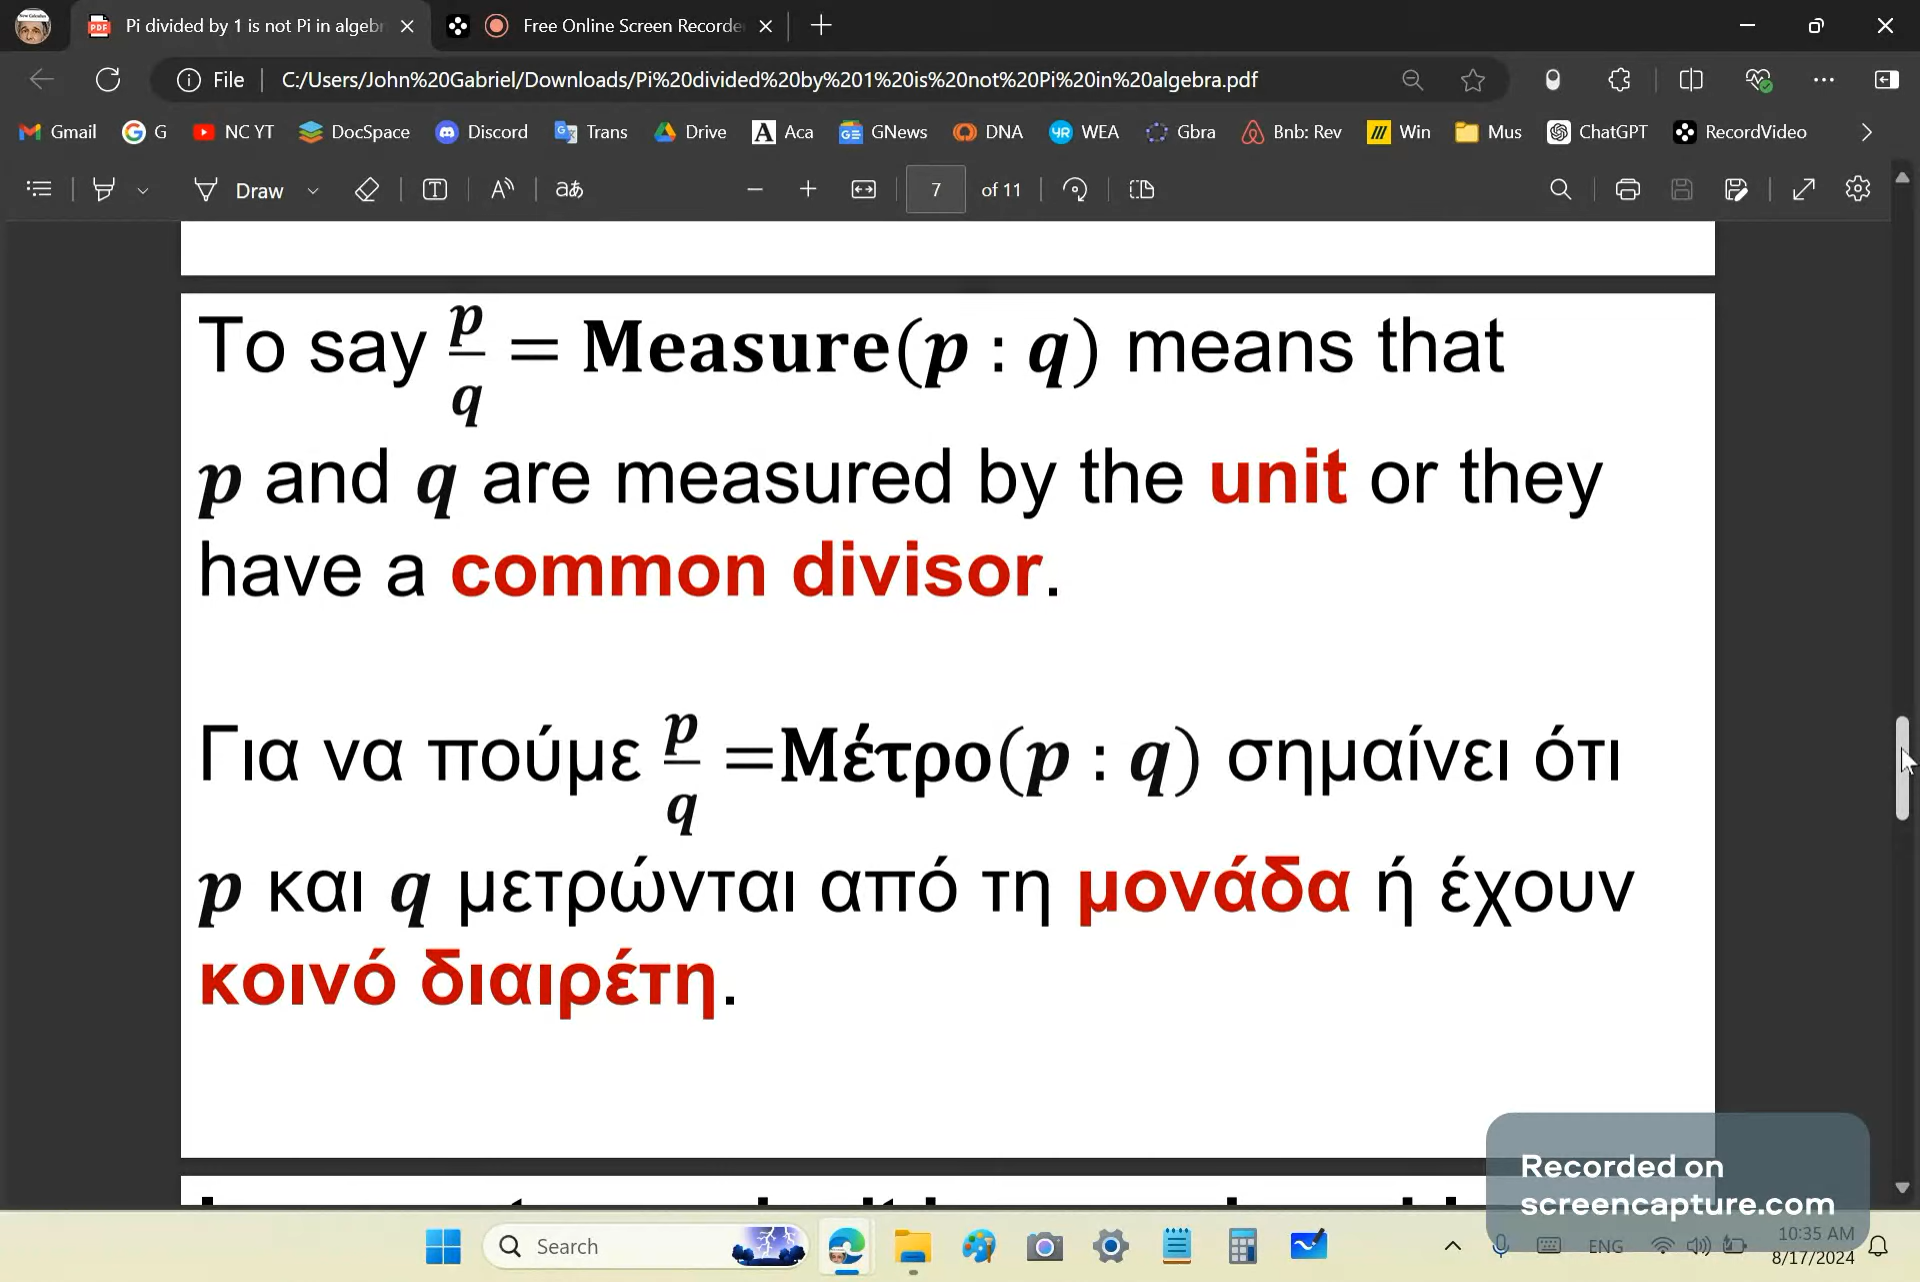 Pi divided by 1 is not Pi in algebr
Free Online Screen Recorde
File
C:/Users/John%20Gabriel/Downloads/Pi%20divided%20by%201%20is%20not%20Pi%20in%20algebra.pdf
Gmail G NC YT DocSpace Discord Trans Drive Aca GNews DNA WEA Gbra Bnb: Rev Win Mus ChatGPT RecordVideo
Draw 7 of 11
To say p/q = Measure(p : q) means that
p and q are measured by the unit or they
have a common divisor.
Για να πούμε p/q =Μέτρο(p : q) σημαίνει ότι
p και q μετρώνται από τη μονάδα ή έχουν
κοινό διαιρέτη.
Recorded on
screencapture.com
Search
ENG
10:35 AM
8/17/2024